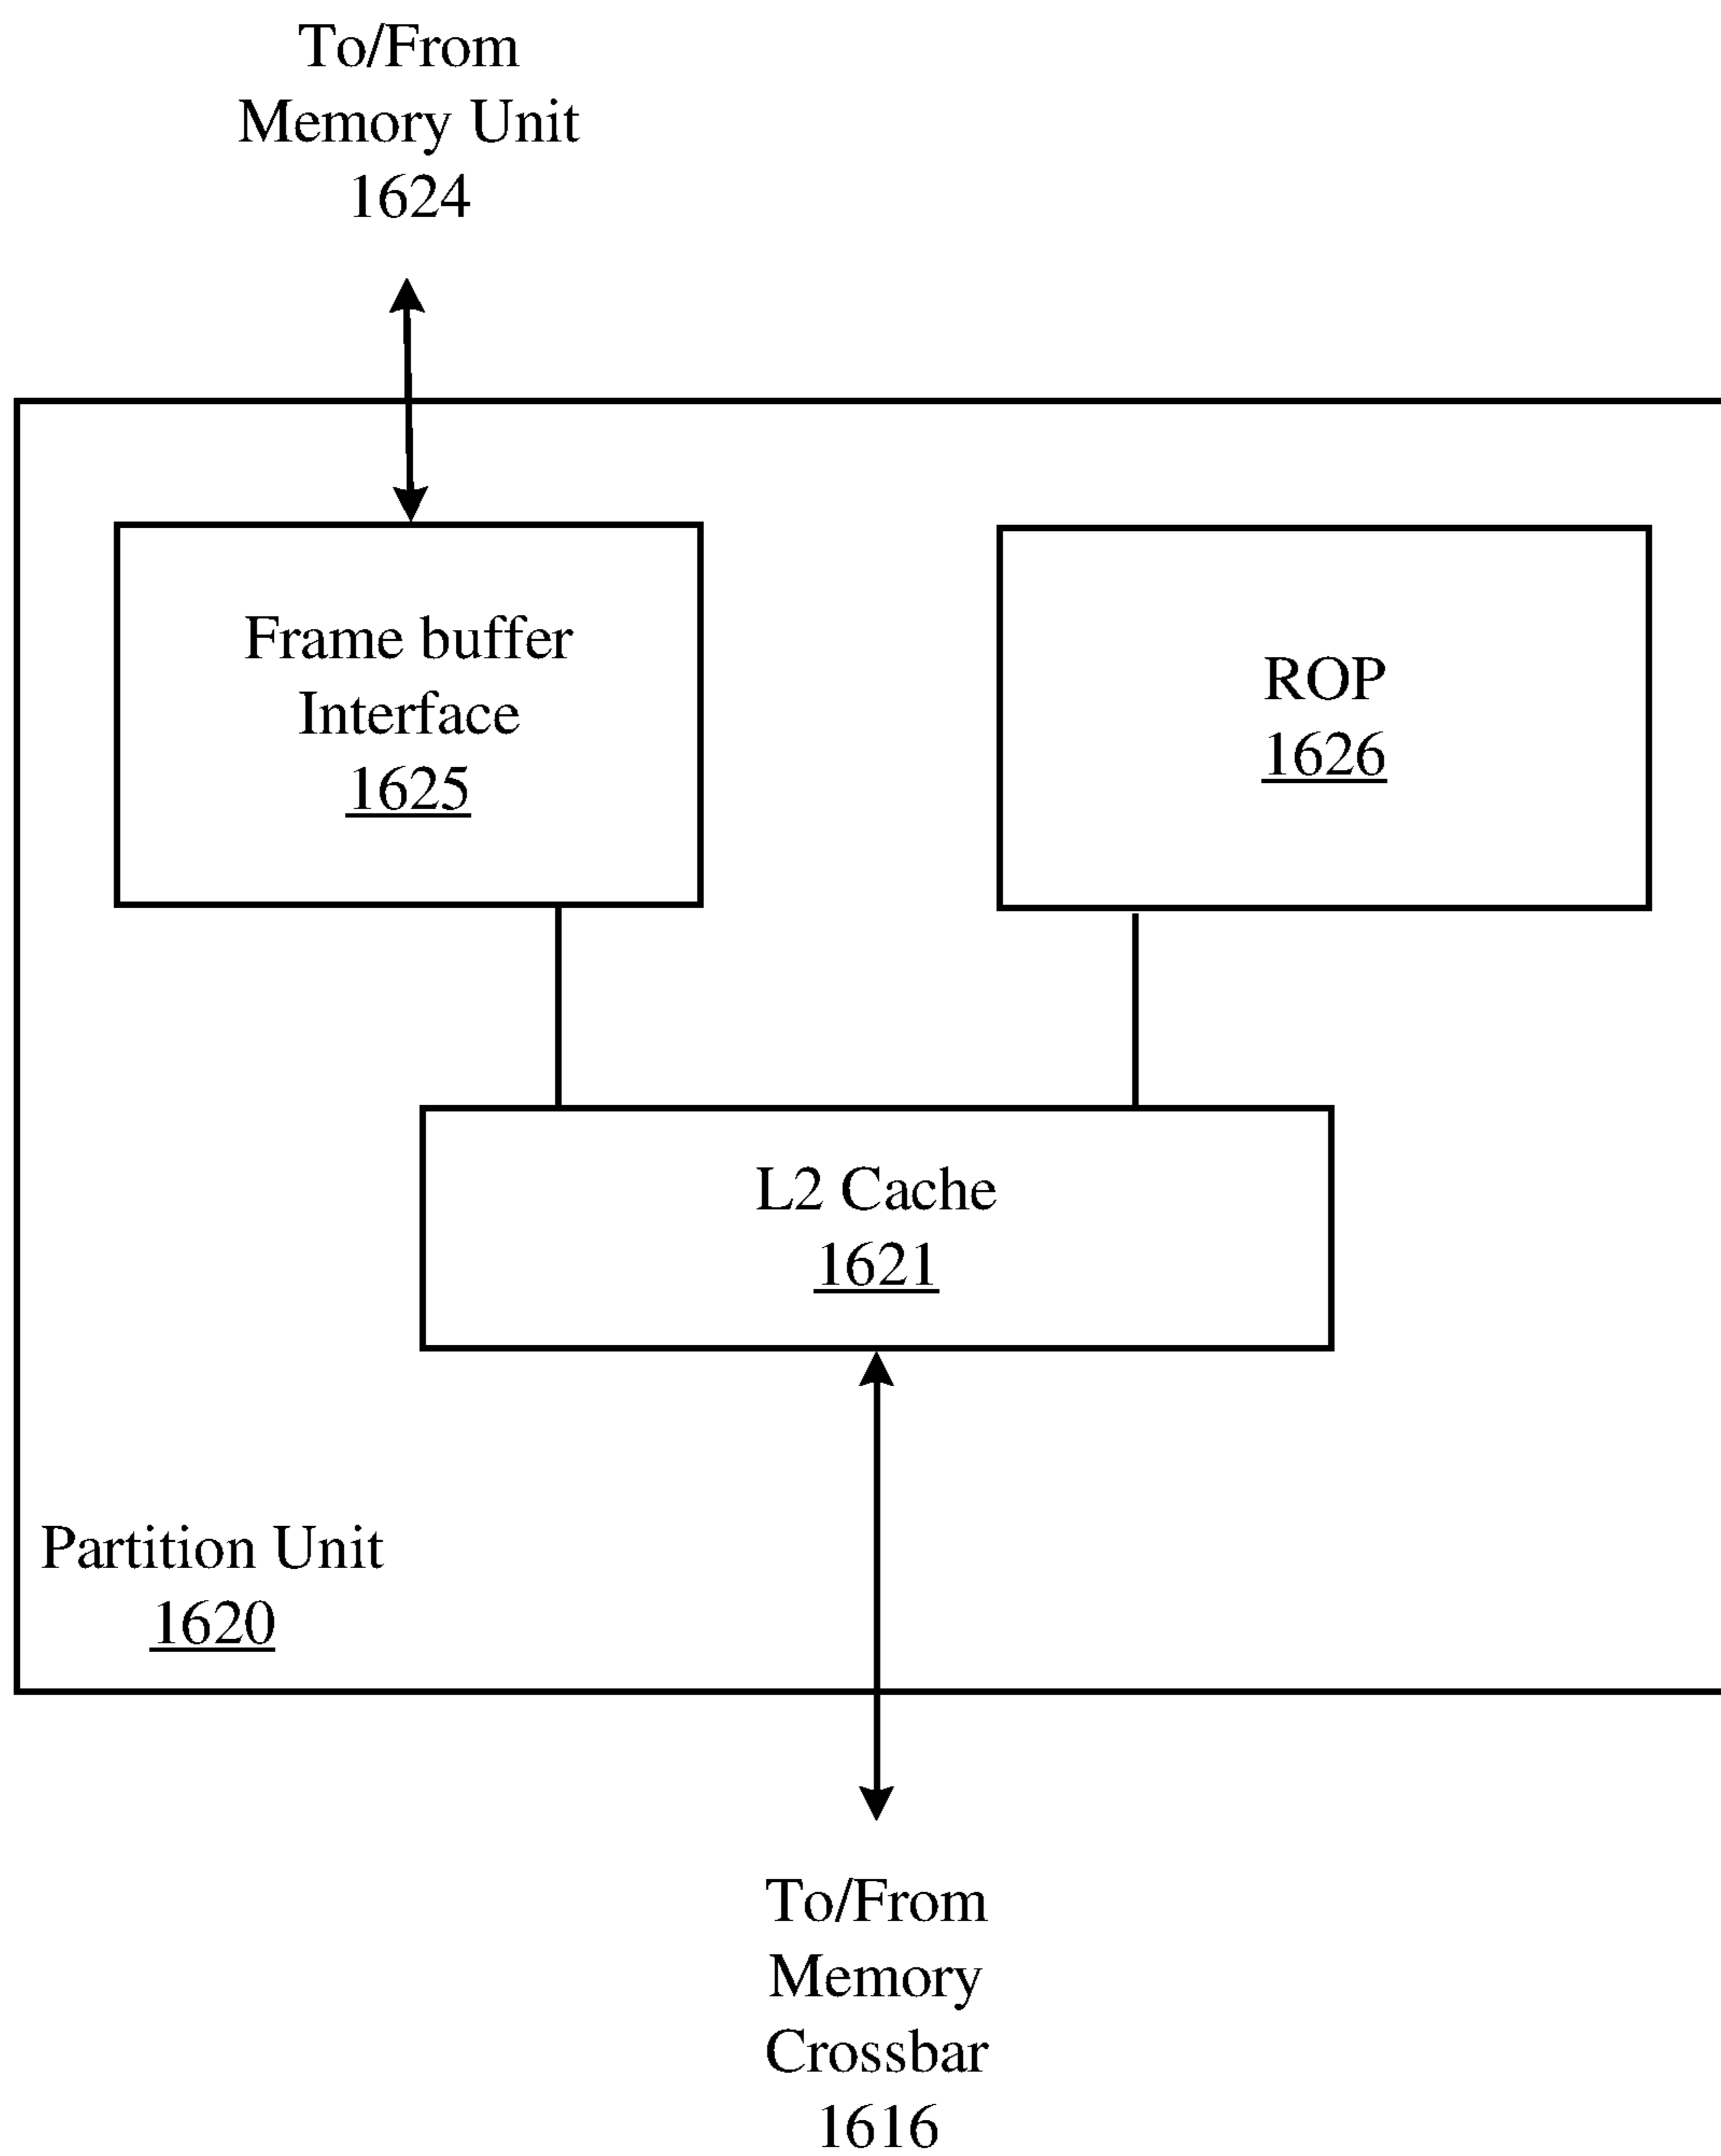 To/From
Memory Unit
1624
Frame buffer
Interface
1625
ROP
1626
L2 Cache
1621
Partition Unit
1620
To/From
Memory
Crossbar
1616